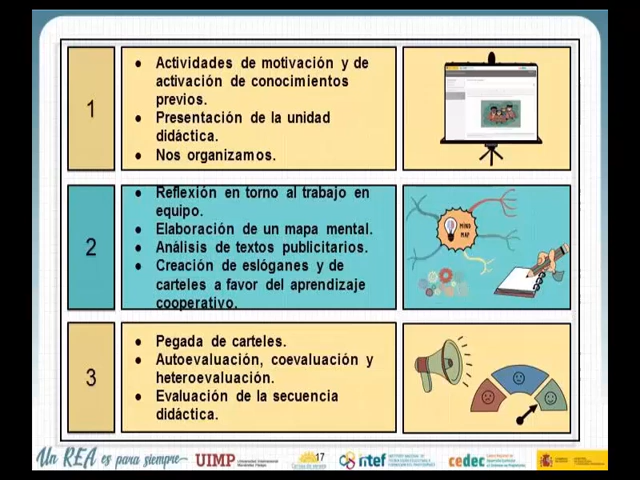 1
● Actividades de motivación y de
activación de conocimientos
previos.
● Presentación de la unidad
didáctica.
● Nos organizamos.
2
● Reflexión en torno al trabajo en
equipo.
● Elaboración de un mapa mental.
● Análisis de textos publicitarios.
● Creación de eslóganes y de
carteles a favor del aprendizaje
cooperativo.
MIND
MAP
3
● Pegada de carteles.
● Autoevaluación, coevaluación y
heteroevaluación.
● Evaluación de la secuencia
didáctica.
Un REA es para siempre
UIMP
17
intef
cedec